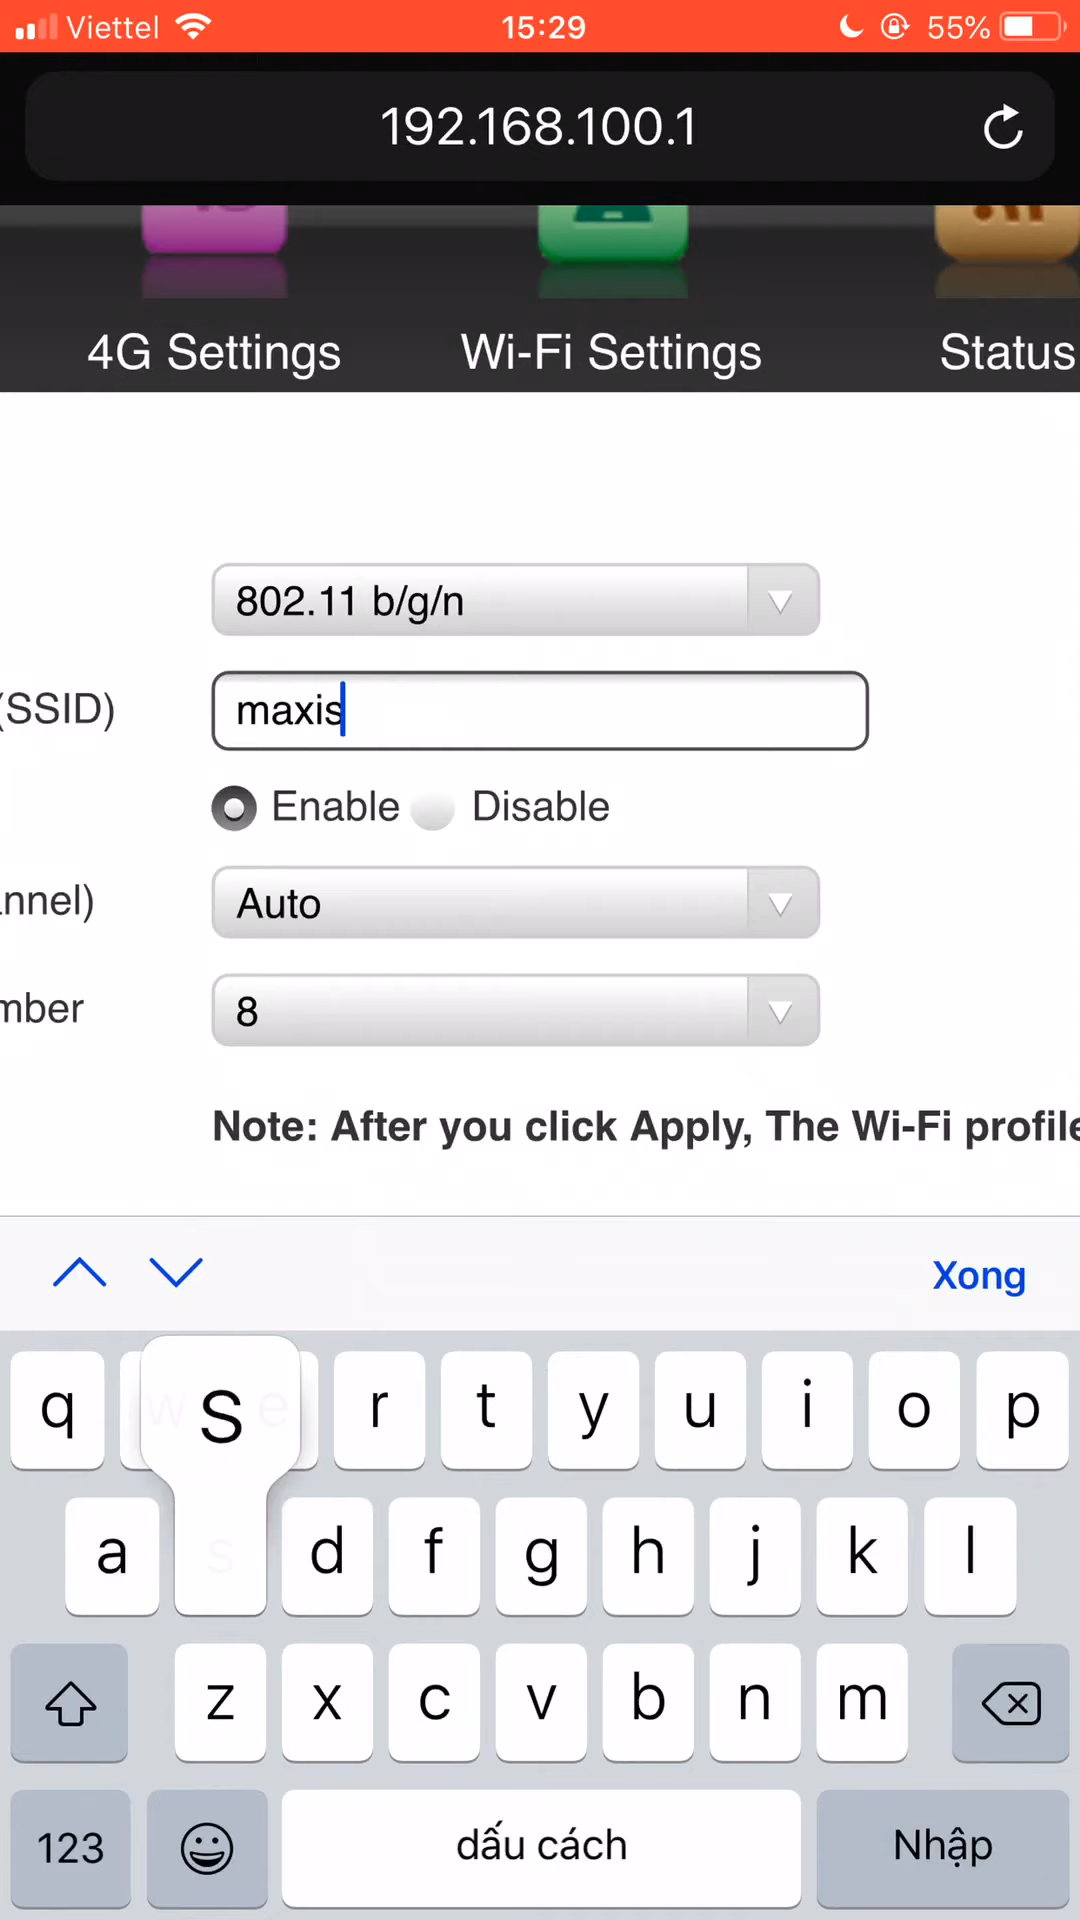 Viettel 15:29 55%
192.168.100.1
4G Settings Wi-Fi Settings Status
802.11 b/g/n
(SSID) maxis
Enable Disable
nnel) Auto
mber 8
Note: After you click Apply, The Wi-Fi profile
Xong
q w s e r t y u i o p
a s d f g h j k l
z x c v b n m
123 dấu cách Nhập